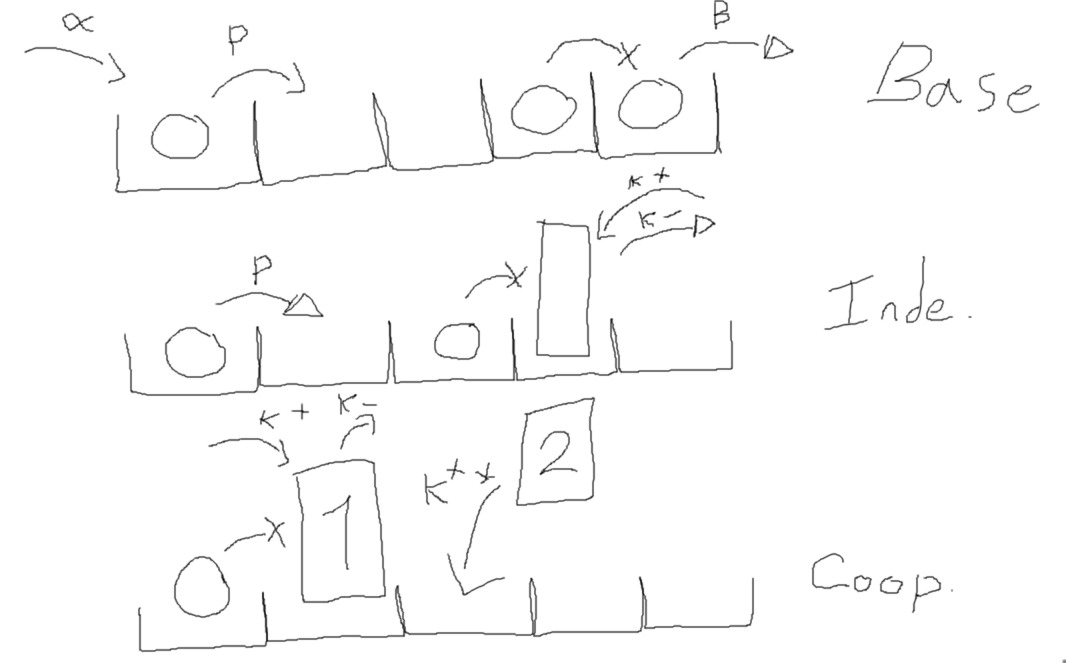 α
P
β
X
Base
K+
K-
P
X
Inde.
K+ K-
1
2
K++
X
Coop.